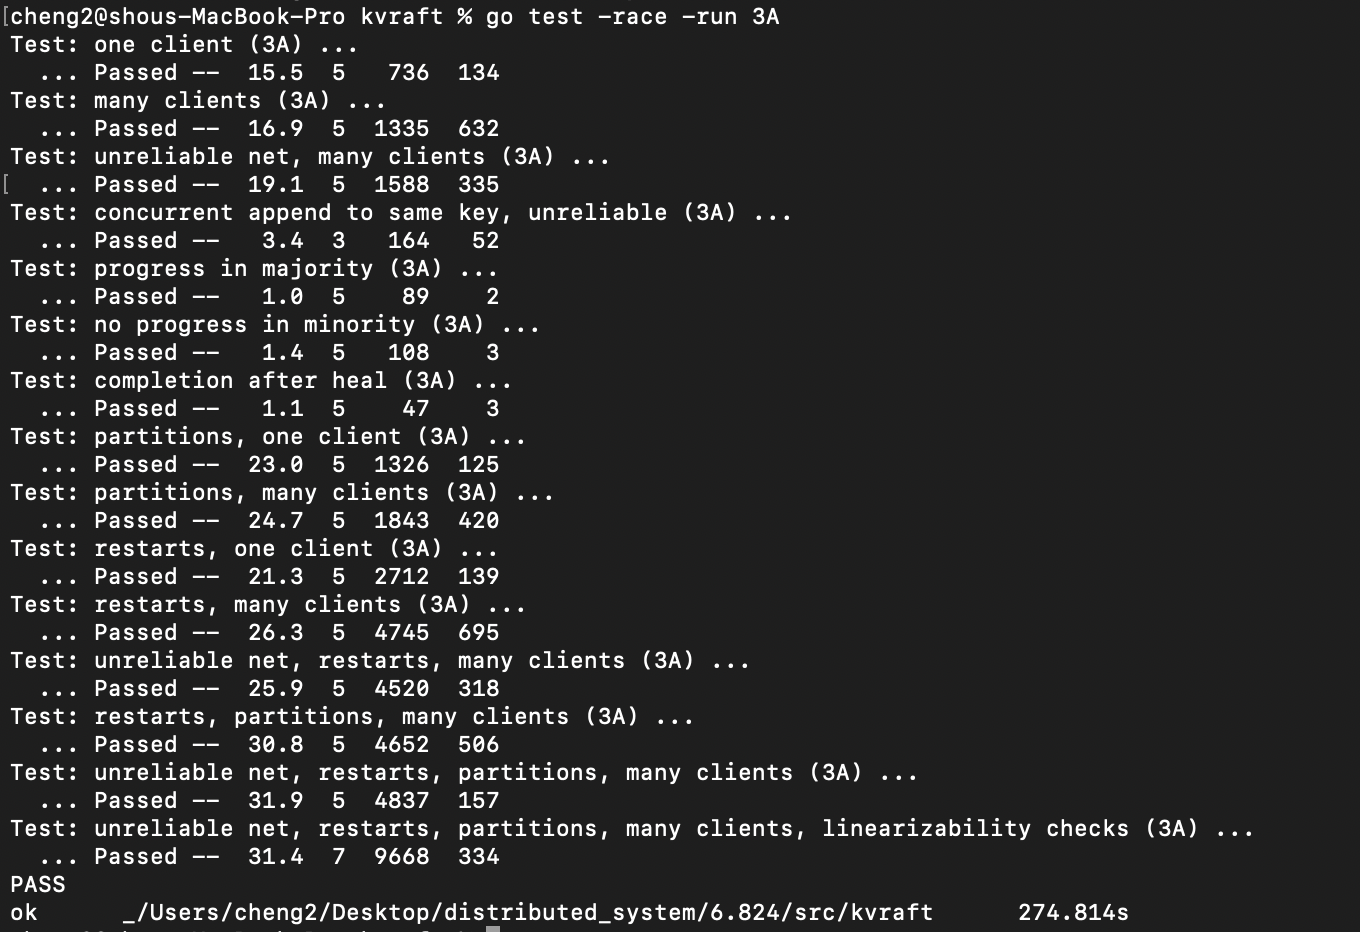 [cheng2@shous-MacBook-Pro kvraft % go test -race -run 3A
Test: one client (3A) ...
  ... Passed --  15.5  5   736  134
Test: many clients (3A) ...
  ... Passed --  16.9  5  1335  632
Test: unreliable net, many clients (3A) ...
[  ... Passed --  19.1  5  1588  335
Test: concurrent append to same key, unreliable (3A) ...
  ... Passed --   3.4  3   164   52
Test: progress in majority (3A) ...
  ... Passed --   1.0  5    89    2
Test: no progress in minority (3A) ...
  ... Passed --   1.4  5   108    3
Test: completion after heal (3A) ...
  ... Passed --   1.1  5    47    3
Test: partitions, one client (3A) ...
  ... Passed --  23.0  5  1326  125
Test: partitions, many clients (3A) ...
  ... Passed --  24.7  5  1843  420
Test: restarts, one client (3A) ...
  ... Passed --  21.3  5  2712  139
Test: restarts, many clients (3A) ...
  ... Passed --  26.3  5  4745  695
Test: unreliable net, restarts, many clients (3A) ...
  ... Passed --  25.9  5  4520  318
Test: restarts, partitions, many clients (3A) ...
  ... Passed --  30.8  5  4652  506
Test: unreliable net, restarts, partitions, many clients (3A) ...
  ... Passed --  31.9  5  4837  157
Test: unreliable net, restarts, partitions, many clients, linearizability checks (3A) ...
  ... Passed --  31.4  7  9668  334
PASS
ok      _/Users/cheng2/Desktop/distributed_system/6.824/src/kvraft      274.814s